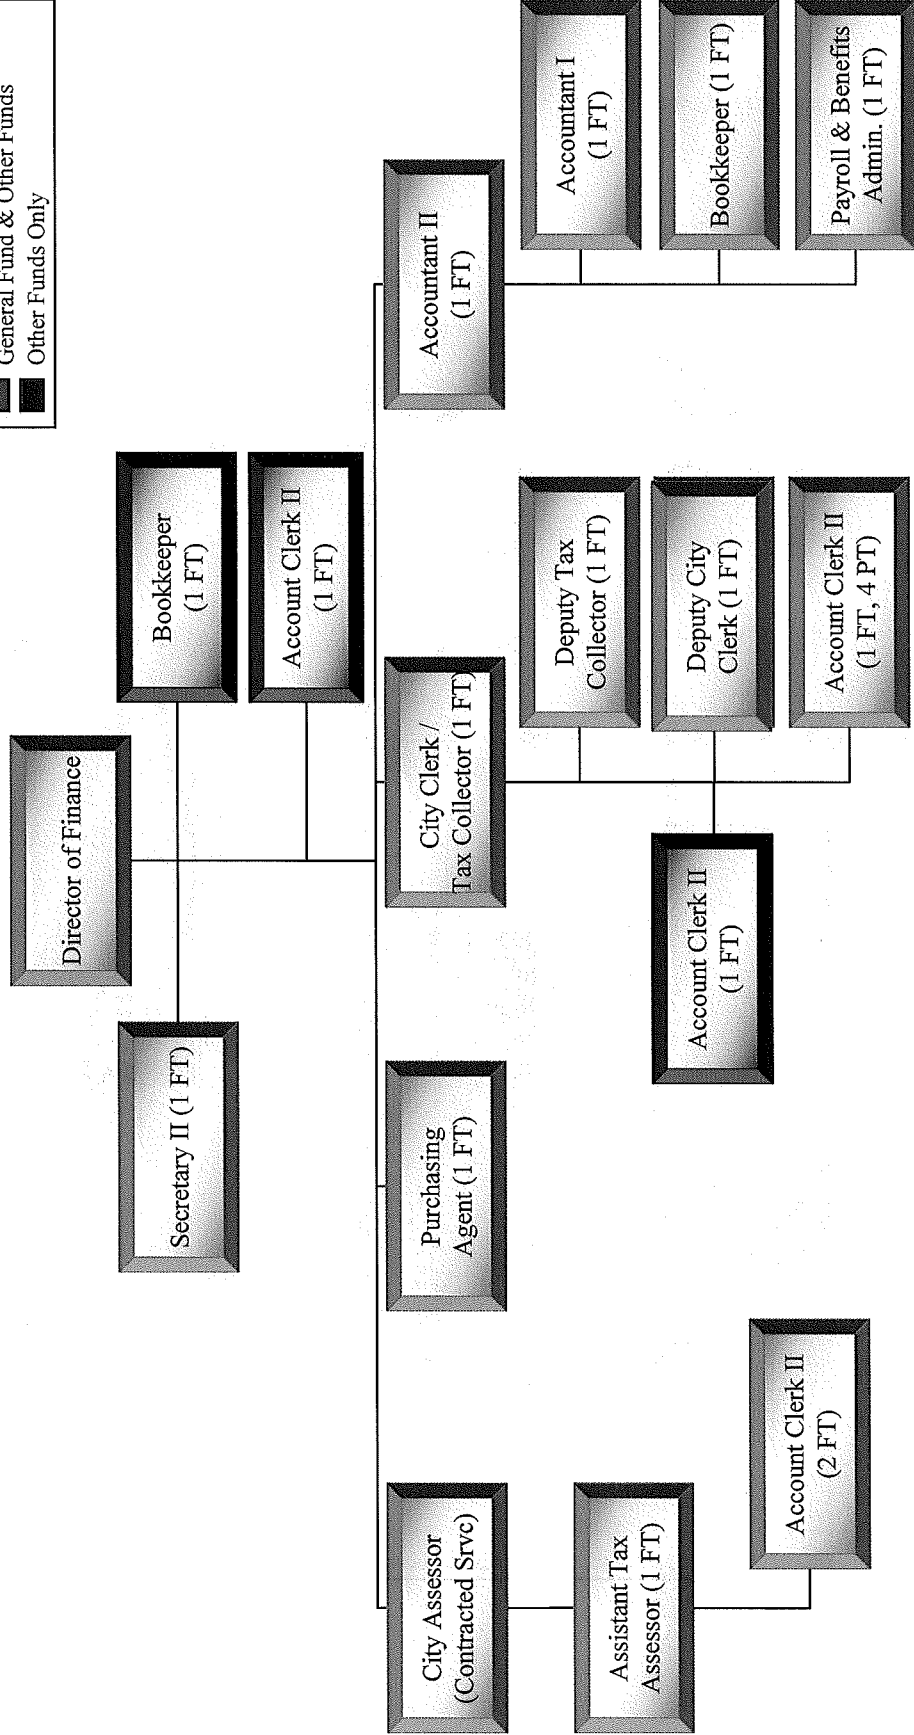 General Fund & Other Funds
Other Funds Only
Director of Finance
Secretary II (1 FT)
Bookkeeper
(1 FT)
Account Clerk II
(1 FT)
City Assessor
(Contracted Srvc)
Purchasing
Agent (1 FT)
City Clerk /
Tax Collector (1 FT)
Accountant II
(1 FT)
Assistant Tax
Assessor (1 FT)
Account Clerk II
(2 FT)
Account Clerk II
(1 FT)
Deputy Tax
Collector (1 FT)
Deputy City
Clerk (1 FT)
Account Clerk II
(1 FT, 4 PT)
Accountant I
(1 FT)
Bookkeeper (1 FT)
Payroll & Benefits
Admin. (1 FT)